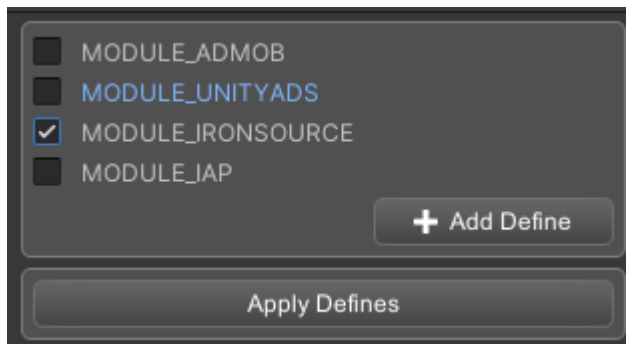 MODULE_ADMOB
MODULE_UNITYADS
MODULE_IRONSOURCE
MODULE_IAP
Add Define
Apply Defines